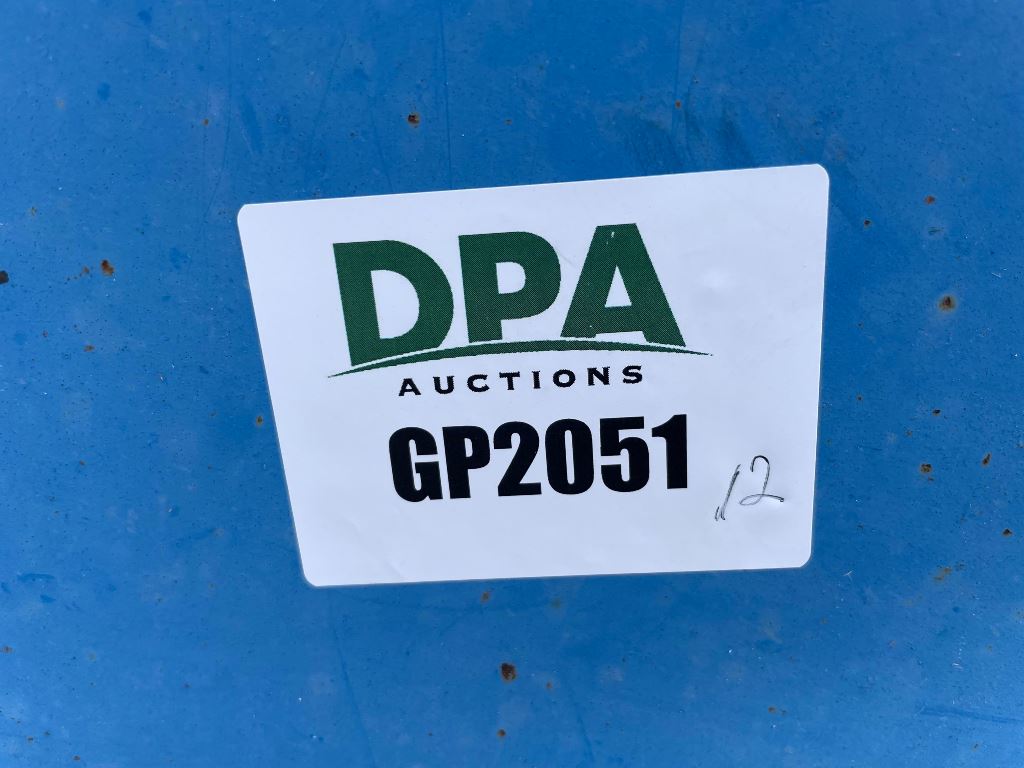 DPA
AUCTIONS
GP2051
12